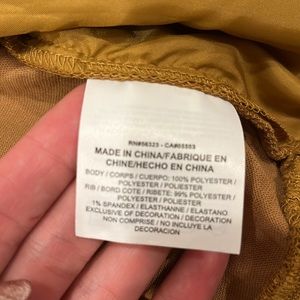 RN#56323 - CA#05553
MADE IN CHINA/FABRIQUE EN
CHINE/HECHO EN CHINA
BODY / CORPS / CUERPO: 100% POLYESTER /
POLYESTER / POLIESTER
RIB / BORD COTE / RIBETE: 99% POLYESTER /
POLYESTER / POLIESTER
1% SPANDEX / ELASTHANNE / ELASTANO
EXCLUSIVE OF DECORATION / DECORATION
NON COMPRISE / NO INCLUYE LA
DECORACION